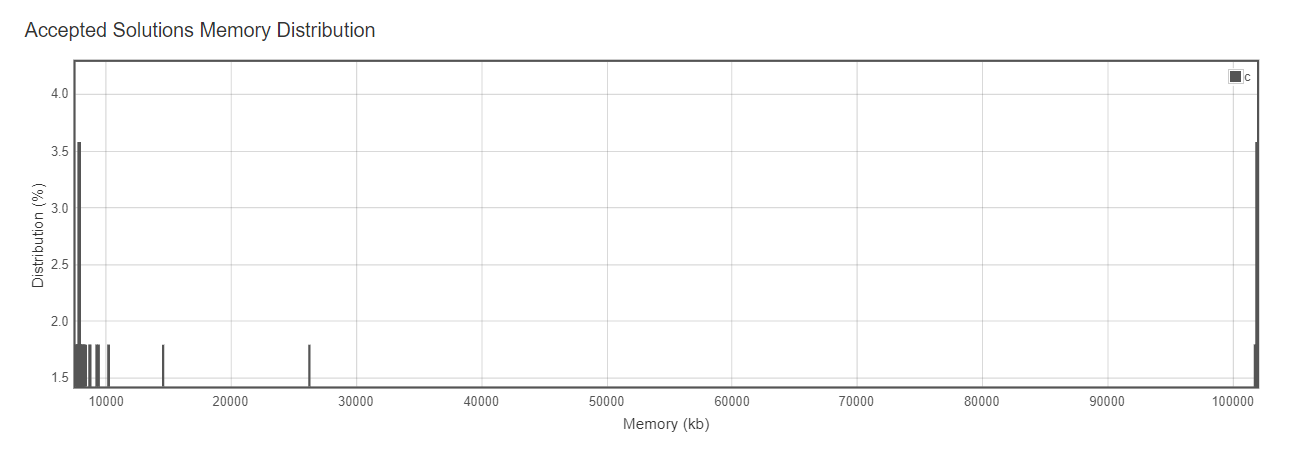 Accepted Solutions Memory Distribution
c
4.0
3.5
3.0
2.5
2.0
1.5
Distribution (%)
10000 20000 30000 40000 50000 60000 70000 80000 90000 100000
Memory (kb)